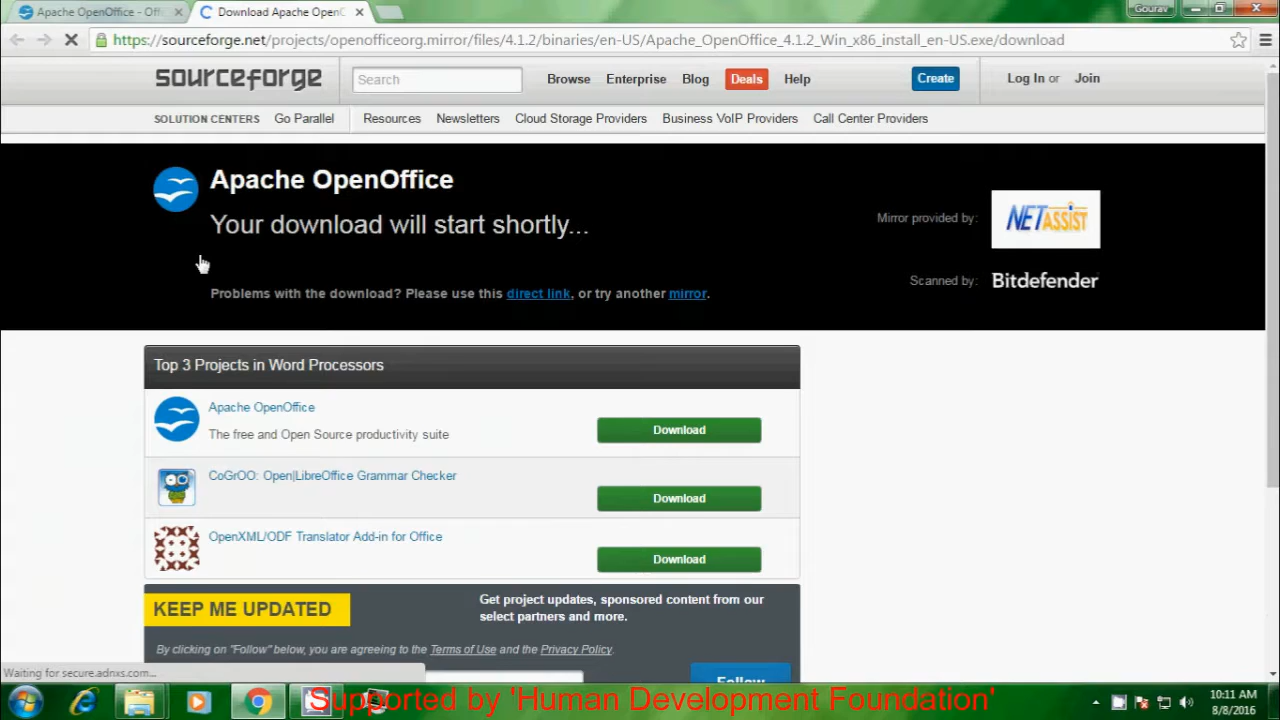 Apache OpenOffice - Offi
Download Apache OpenO
Gourav
https://sourceforge.net/projects/openofficeorg.mirror/files/4.1.2/binaries/en-US/Apache_OpenOffice_4.1.2_Win_x86_install_en-US.exe/download
sourceforge
Search
Browse Enterprise Blog Deals Help
Create
Log In or Join
SOLUTION CENTERS Go Parallel Resources Newsletters Cloud Storage Providers Business VoIP Providers Call Center Providers
Apache OpenOffice
Your download will start shortly...
Problems with the download? Please use this direct link, or try another mirror.
Mirror provided by: NETASSIST
Scanned by: Bitdefender
Top 3 Projects in Word Processors
Apache OpenOffice
The free and Open Source productivity suite
Download
CoGrOO: Open|LibreOffice Grammar Checker
Download
OpenXML/ODF Translator Add-in for Office
Download
KEEP ME UPDATED
Get project updates, sponsored content from our
select partners and more.
By clicking on "Follow" below, you are agreeing to the Terms of Use and the Privacy Policy.
Follow
Waiting for secure.adnxs.com...
Supported by 'Human Development Foundation'
10:11 AM
8/8/2016